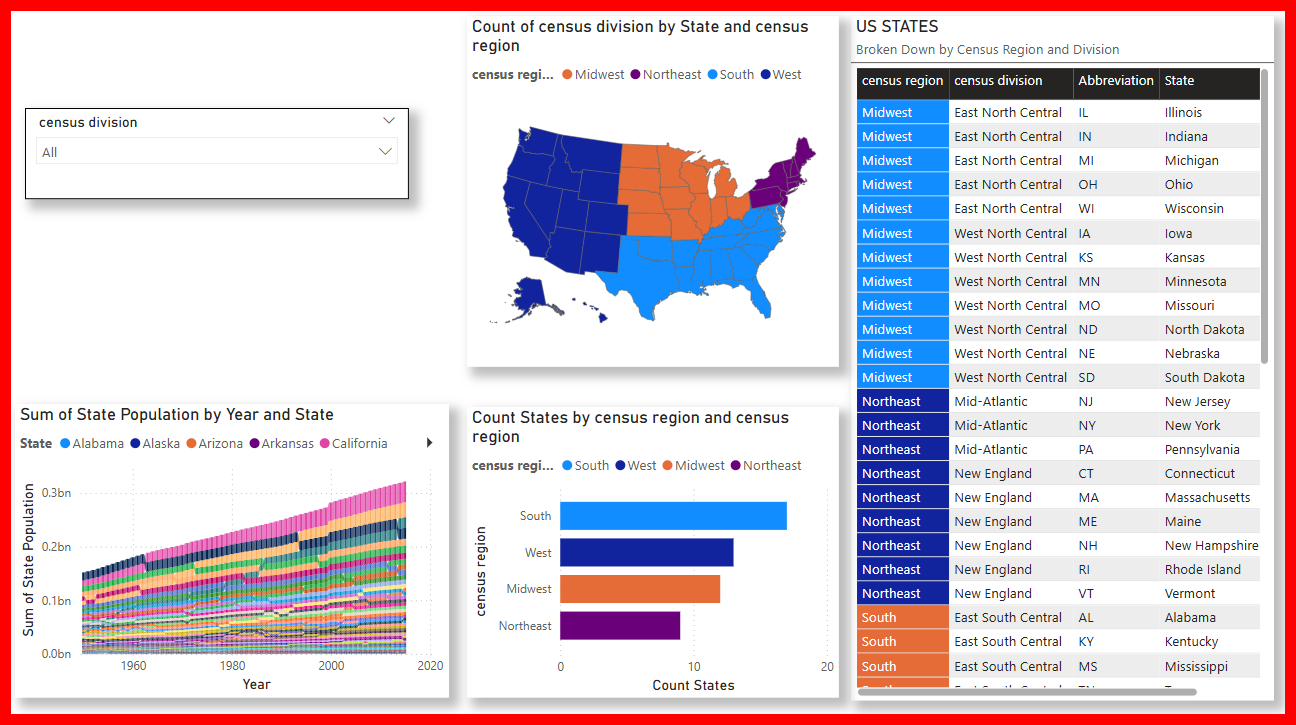 census division
All
Count of census division by State and census
region
census regi... Midwest Northeast South West
US STATES
Broken Down by Census Region and Division
census region census division Abbreviation State
Midwest East North Central IL Illinois
Midwest East North Central IN Indiana
Midwest East North Central MI Michigan
Midwest East North Central OH Ohio
Midwest East North Central WI Wisconsin
Midwest West North Central IA Iowa
Midwest West North Central KS Kansas
Midwest West North Central MN Minnesota
Midwest West North Central MO Missouri
Midwest West North Central ND North Dakota
Midwest West North Central NE Nebraska
Midwest West North Central SD South Dakota
Northeast Mid-Atlantic NJ New Jersey
Northeast Mid-Atlantic NY New York
Northeast Mid-Atlantic PA Pennsylvania
Northeast New England CT Connecticut
Northeast New England MA Massachusetts
Northeast New England ME Maine
Northeast New England NH New Hampshire
Northeast New England RI Rhode Island
Northeast New England VT Vermont
South East South Central AL Alabama
South East South Central KY Kentucky
South East South Central MS Mississippi
Sum of State Population by Year and State
State Alabama Alaska Arizona Arkansas California
Sum of State Population
0.3bn
0.2bn
0.1bn
0.0bn
1960 1980 2000 2020
Year
Count States by census region and census
region
census regi... South West Midwest Northeast
census region
South
West
Midwest
Northeast
0 10 20
Count States